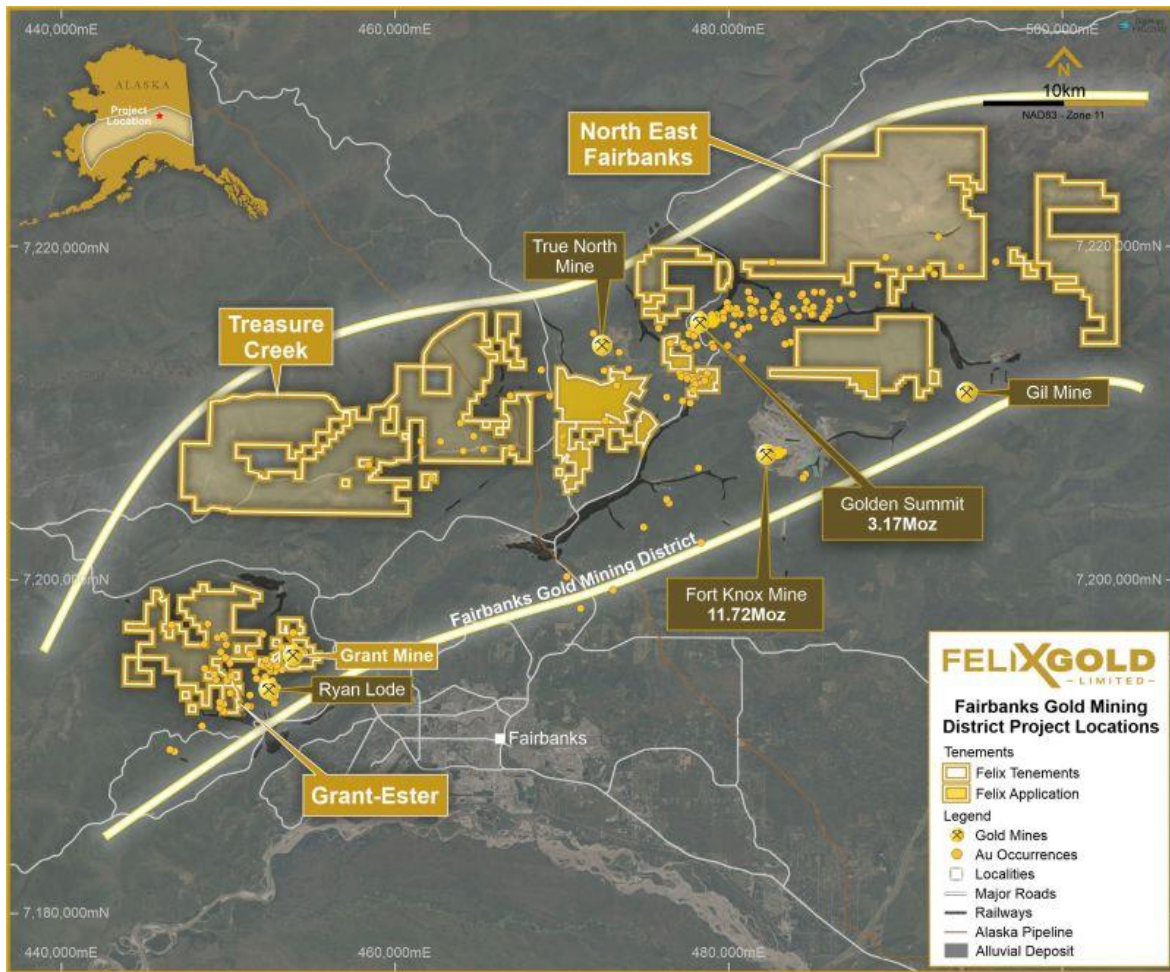 440,000mE
460,000mE
480,000mE
500,000mE
ALASKA
Project
Location
N
10km
NAD83 - Zone 11
North East
Fairbanks
7,220,000mN
True North
Mine
7,220,000mN
Treasure
Creek
Gil Mine
Golden Summit
3.17Moz
Fairbanks Gold Mining District
7,200,000mN
7,200,000mN
Fort Knox Mine
11.72Moz
Grant Mine
Ryan Lode
Fairbanks
Grant-Ester
FELIXGOLD
LIMITED
Fairbanks Gold Mining
District Project Locations
Tenements
Felix Tenements
Felix Application
Legend
Gold Mines
Au Occurrences
Localities
Major Roads
Railways
Alaska Pipeline
Alluvial Deposit
7,180,000mN
440,000mE
460,000mE
480,000mE